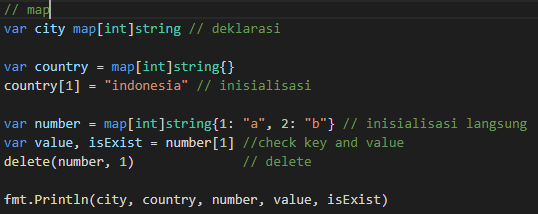 // map
var city map[int]string // deklarasi
var country = map[int]string{}
country[1] = "indonesia" // inisialisasi
var number = map[int]string{1: "a", 2: "b"} // inisialisasi langsung
var value, isExist = number[1] //check key and value
delete(number, 1) // delete
fmt.Println(city, country, number, value, isExist)